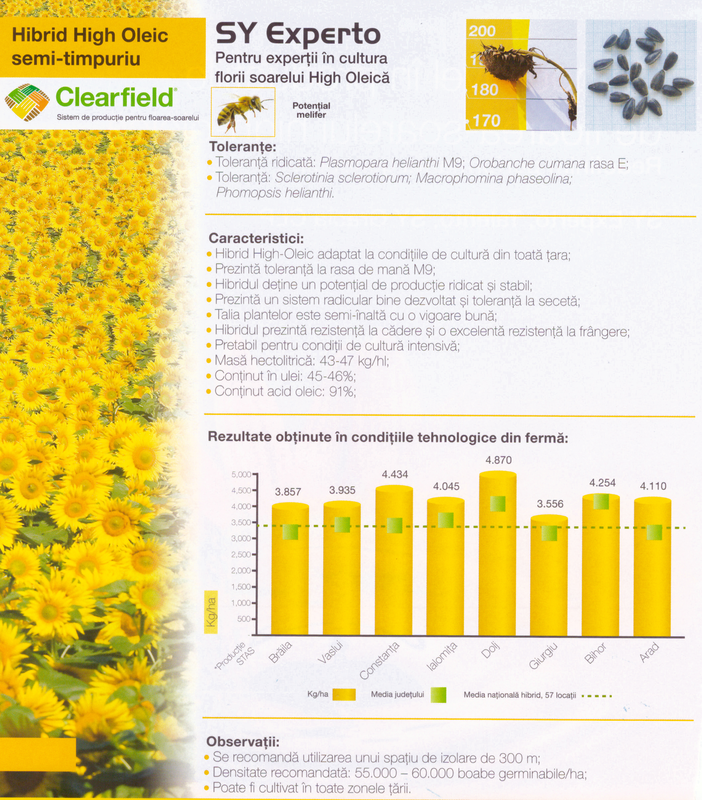 Hibrid High Oleic
semi-timpuriu
Clearfield®
Sistem de producție pentru floarea-soarelui
SY Experto
Pentru experții în cultura
florii soarelui High Oleică
Potențial
melifer
200
180
170
Toleranțe:
• Toleranță ridicată: Plasmopara helianthi M9; Orobanche cumana rasa E;
• Toleranță: Sclerotinia sclerotiorum; Macrophomina phaseolina;
Phomopsis helianthi.
Caracteristici:
• Hibrid High-Oleic adaptat la condițiile de cultură din toată țara;
• Prezintă toleranță la rasa de mană M9;
• Hibridul deține un potențial de producție ridicat și stabil;
• Prezintă un sistem radicular bine dezvoltat și toleranță la secetă;
• Talia plantelor este semi-înaltă cu o vigoare bună;
• Hibridul prezintă rezistență la cădere și o excelentă rezistență la frângere;
• Pretabil pentru condiții de cultură intensivă;
• Masă hectolitrică: 43-47 kg/hl;
• Conținut în ulei: 45-46%;
• Conținut acid oleic: 91%;
Rezultate obținute în condițiile tehnologice din fermă:
5,000
4,500
4,000
3,500
3,000
2,500
2,000
1,500
1,000
500
Kg/ha
*Producție
STAS
3.857
3.935
4.434
4.045
4.870
3.556
4.254
4.110
Brăila
Vaslui
Constanța
Ialomița
Dolj
Giurgiu
Bihor
Arad
Kg/ha
Media județului
Media națională hibrid, 57 locații
Observații:
• Se recomandă utilizarea unui spațiu de izolare de 300 m;
• Densitate recomandată: 55.000 – 60.000 boabe germinabile/ha;
• Poate fi cultivat în toate zonele țării.